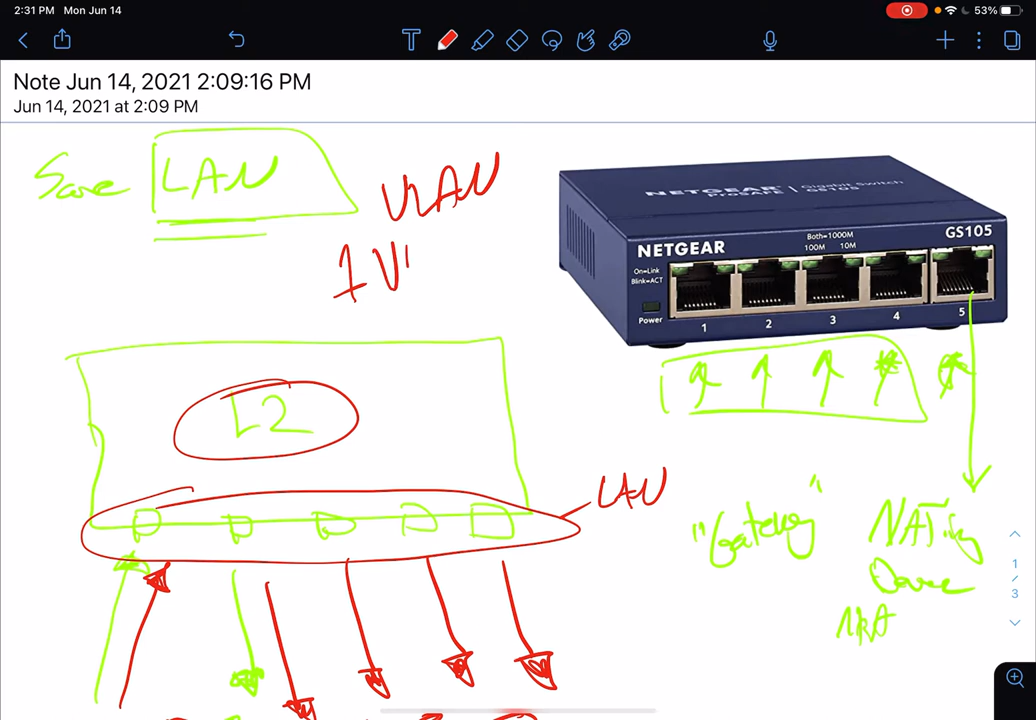 2:31 PM Mon Jun 14
53%
T
Note Jun 14, 2021 2:09:16 PM
Jun 14, 2021 at 2:09 PM
Same LAN
VLAN
1 V
NETGEAR ProSAFE | Gigabit Switch GS105
NETGEAR
GS105
Both=1000M
100M 10M
On=Link
Blink=ACT
Power
1 2 3 4 5
L2
LAN
"Gateway"
NATing
1
/
3